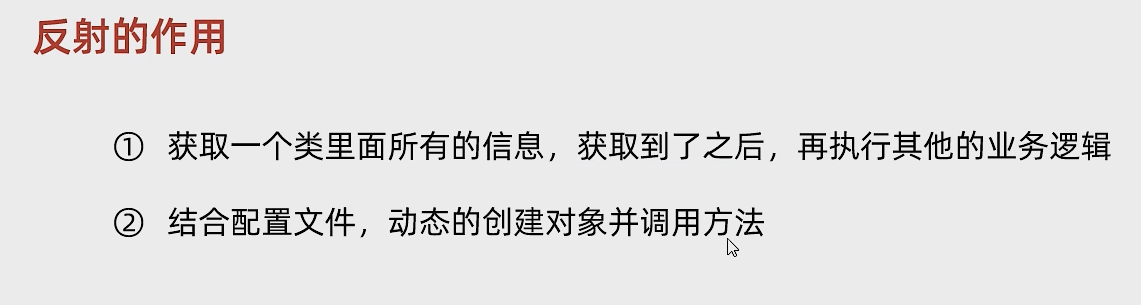 反射的作用
① 获取一个类里面所有的信息，获取到了之后，再执行其他的业务逻辑
② 结合配置文件，动态的创建对象并调用方法